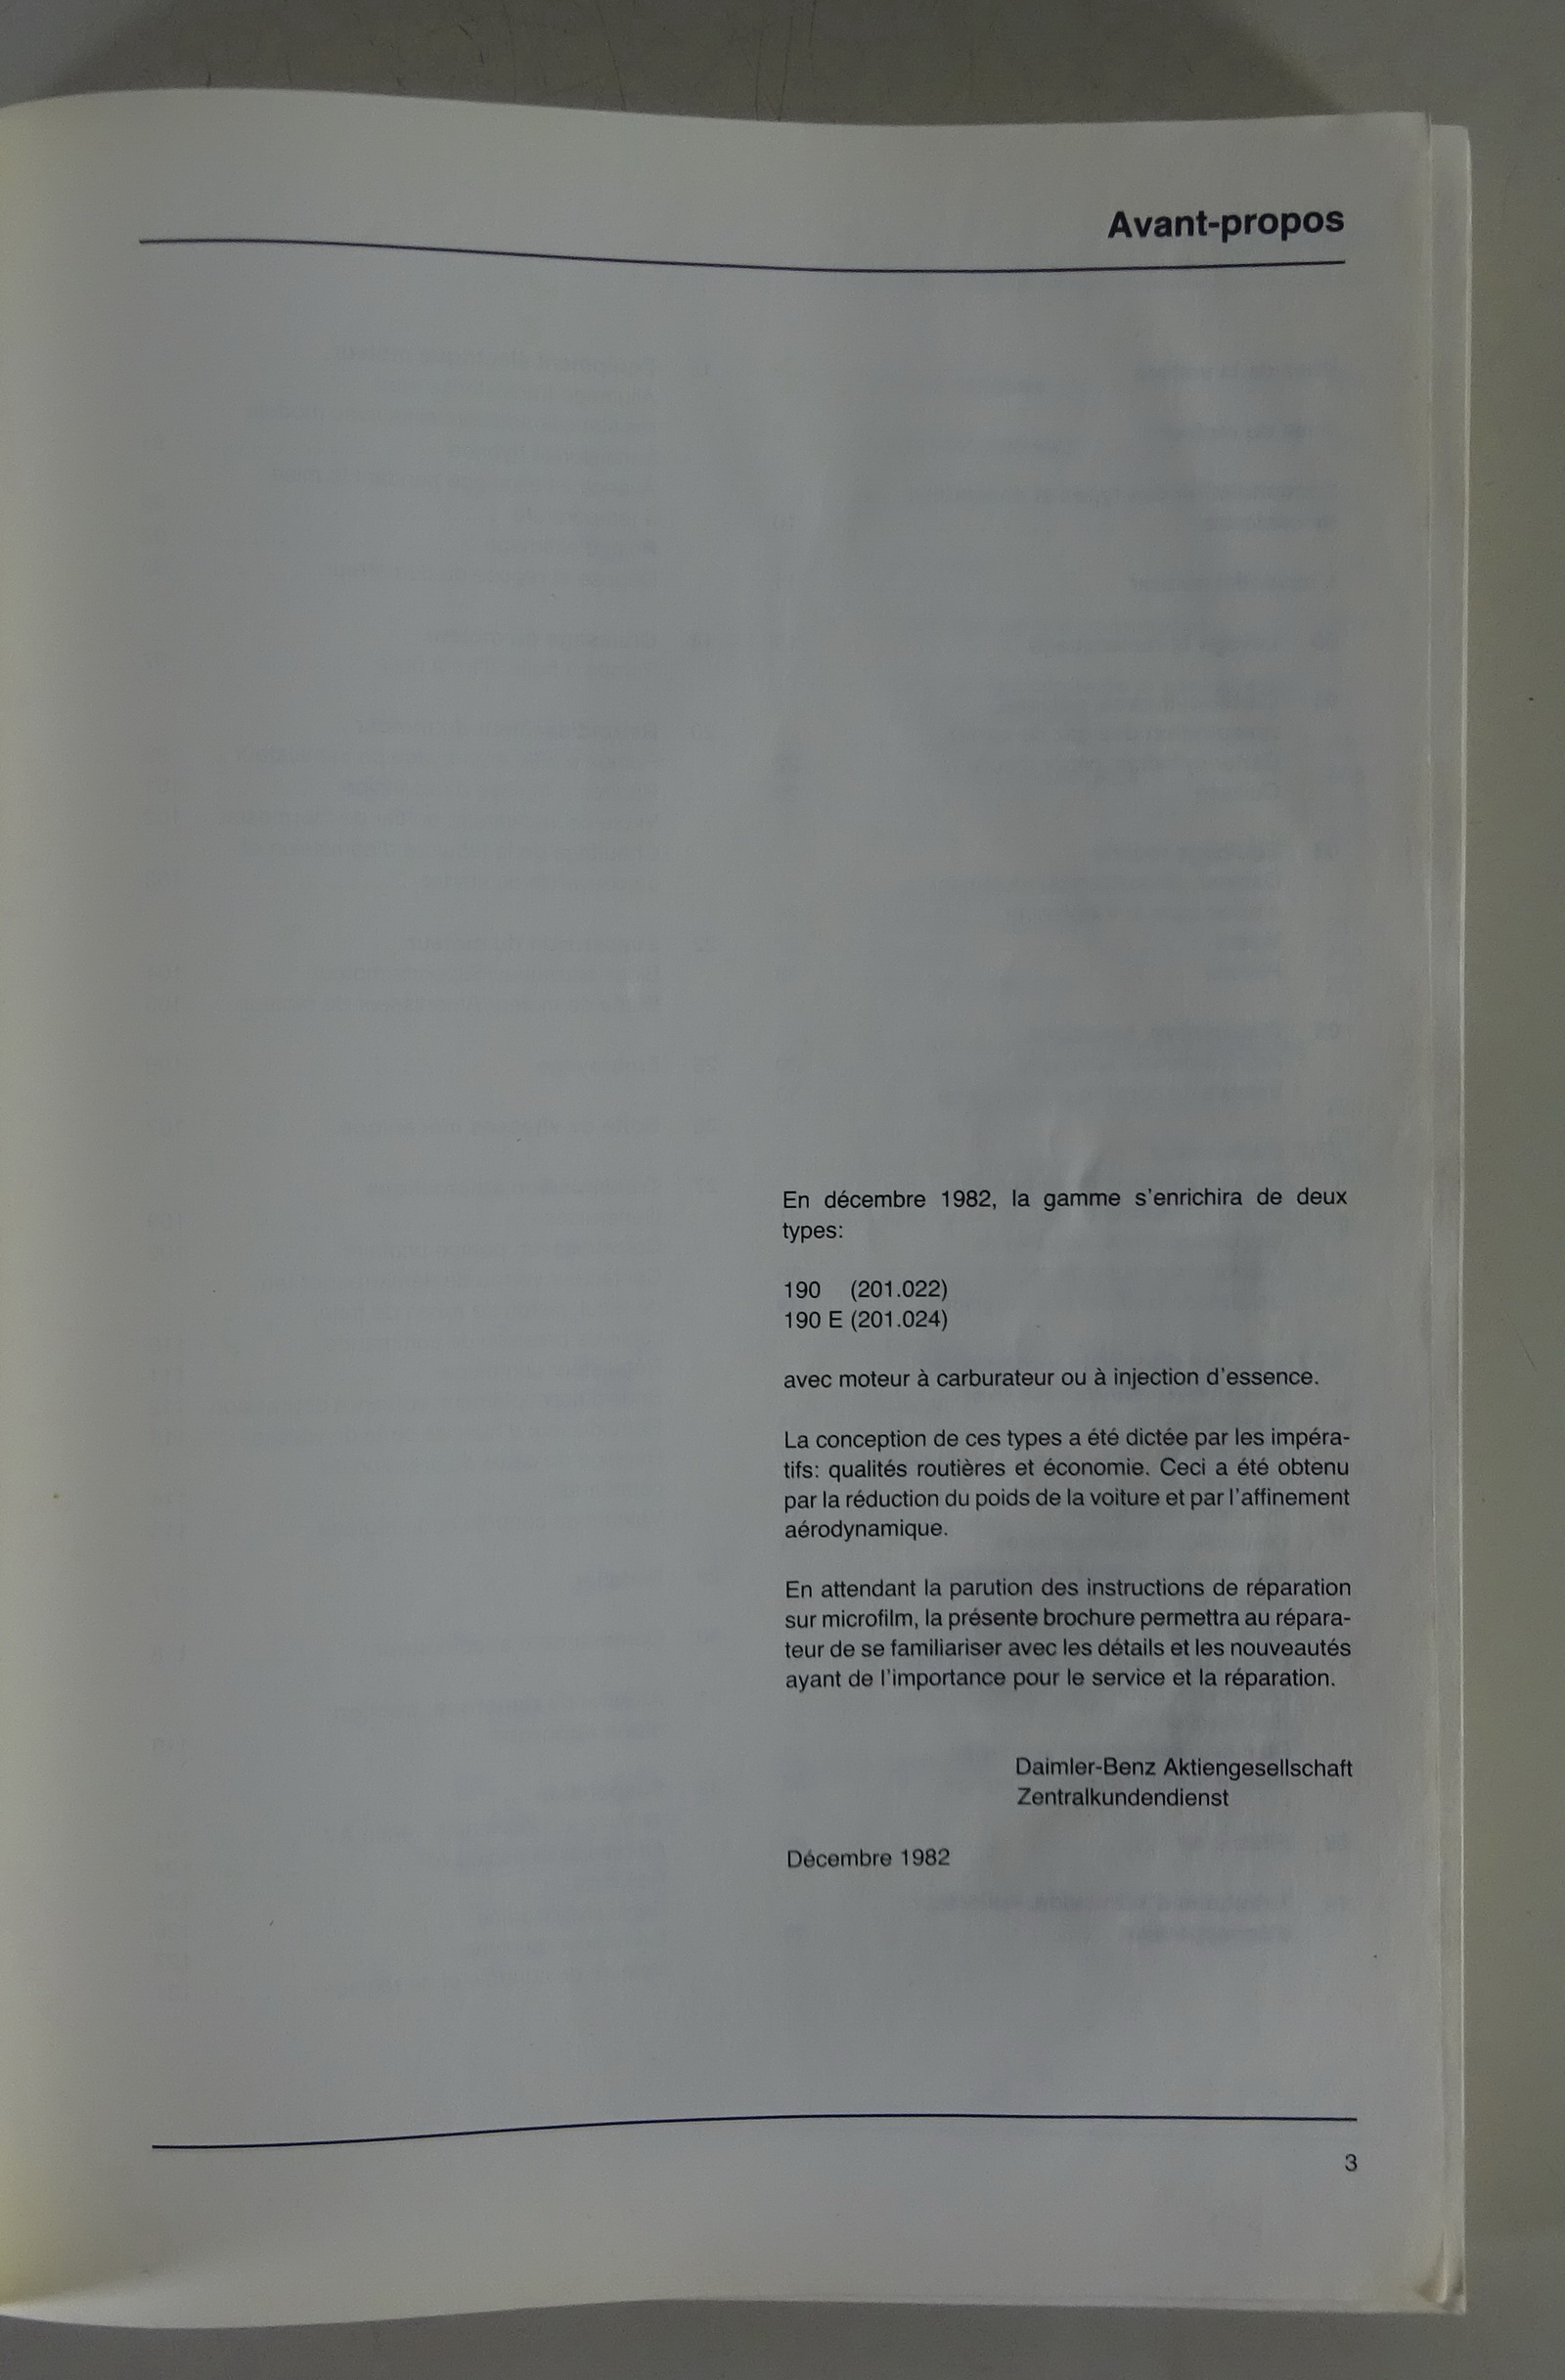 Avant-propos
En décembre 1982, la gamme s'enrichira de deux
types:
190 (201.022)
190 E (201.024)
avec moteur à carburateur ou à injection d'essence.
La conception de ces types a été dictée par les impéra-
tifs: qualités routières et économie. Ceci a été obtenu
par la réduction du poids de la voiture et par l'affinement
aérodynamique.
En attendant la parution des instructions de réparation
sur microfilm, la présente brochure permettra au répara-
teur de se familiariser avec les détails et les nouveautés
ayant de l'importance pour le service et la réparation.
Daimler-Benz Aktiengesellschaft
Zentralkundendienst
Décembre 1982
3